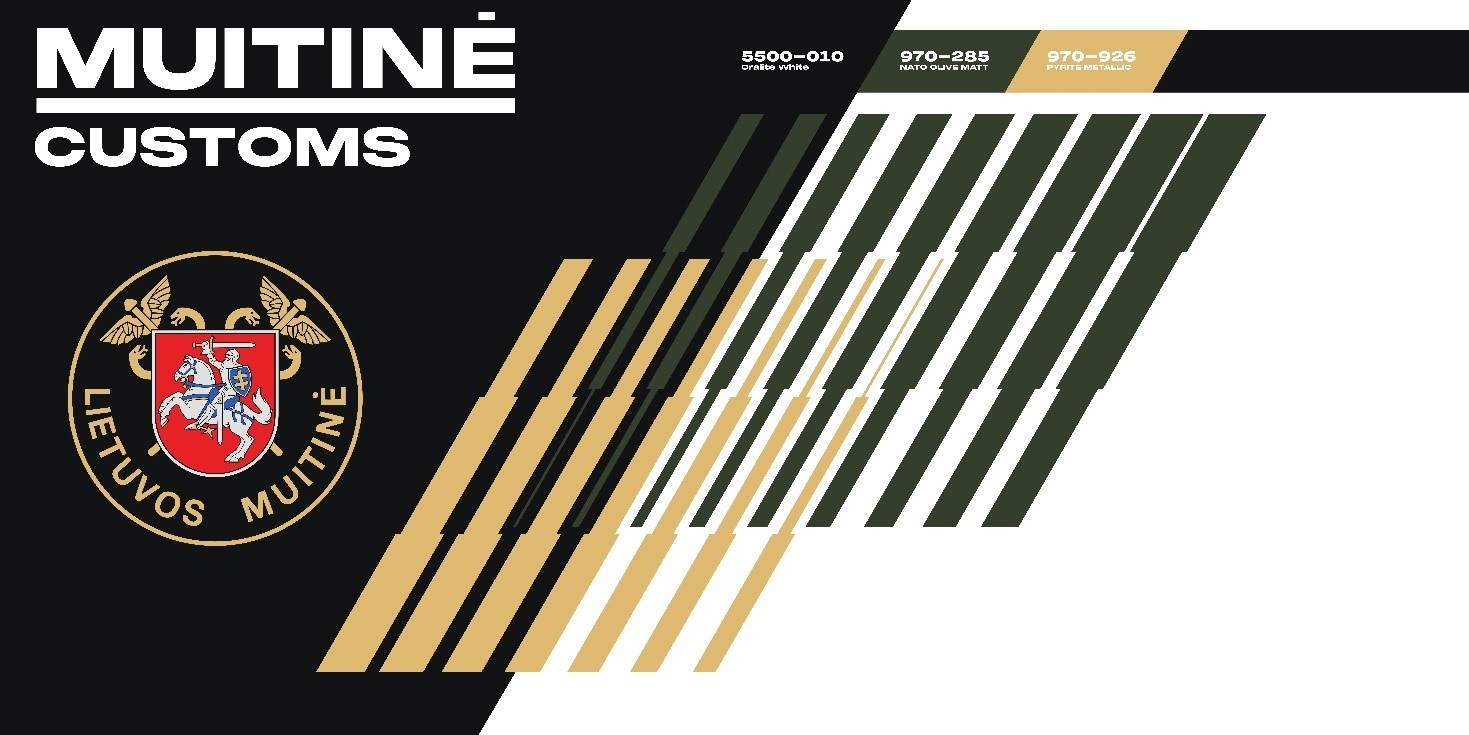 MUITINĖ
CUSTOMS
5500-010
Oralite White
970-285
NATO OLIVE MATT
970-926
PYRITE METALLIC
LIETUVOS MUITINĖ